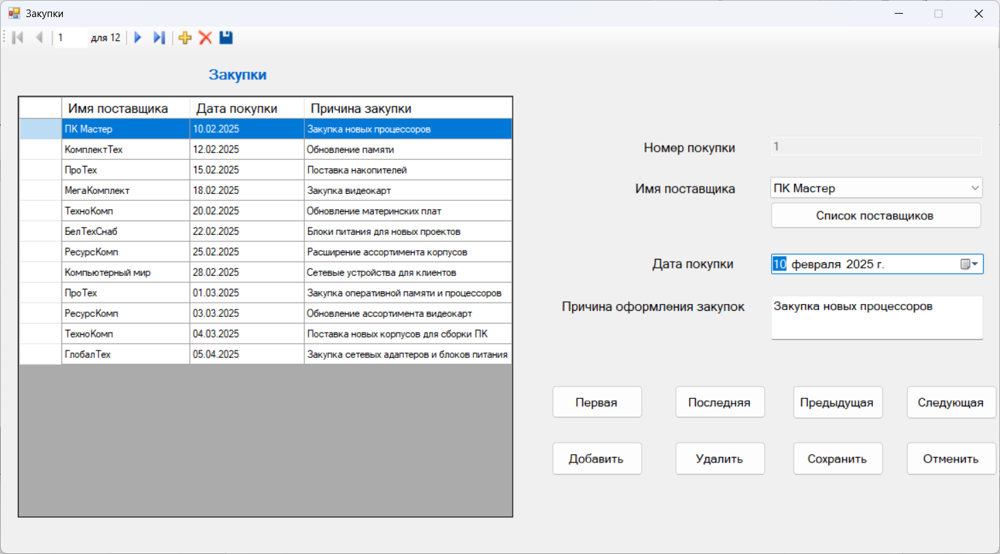 Закупки
1 для 12
Закупки
Имя поставщика Дата покупки Причина закупки
ПК Мастер 10.02.2025 Закупка новых процессоров
КомплектТех 12.02.2025 Обновление памяти
ПроТех 15.02.2025 Поставка накопителей
МегаКомплект 18.02.2025 Закупка видеокарт
ТехноКомп 20.02.2025 Обновление материнских плат
БелТехСнаб 22.02.2025 Блоки питания для новых проектов
РесурсКомп 25.02.2025 Расширение ассортимента корпусов
Компьютерный мир 28.02.2025 Сетевые устройства для клиентов
ПроТех 01.03.2025 Закупка оперативной памяти и процессоров
РесурсКомп 03.03.2025 Обновление ассортимента видеокарт
ТехноКомп 04.03.2025 Поставка новых корпусов для сборки ПК
ГлобалТех 05.04.2025 Закупка сетевых адаптеров и блоков питания
Номер покупки 1
Имя поставщика ПК Мастер
Список поставщиков
Дата покупки 10 февраля 2025 г.
Причина оформления закупок Закупка новых процессоров
Первая Последняя Предыдущая Следующая
Добавить Удалить Сохранить Отменить